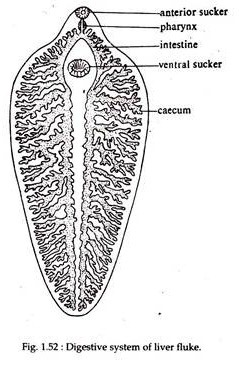 anterior sucker
pharynx
intestine
ventral sucker
caecum
Fig. 1.52 : Digestive system of liver fluke.